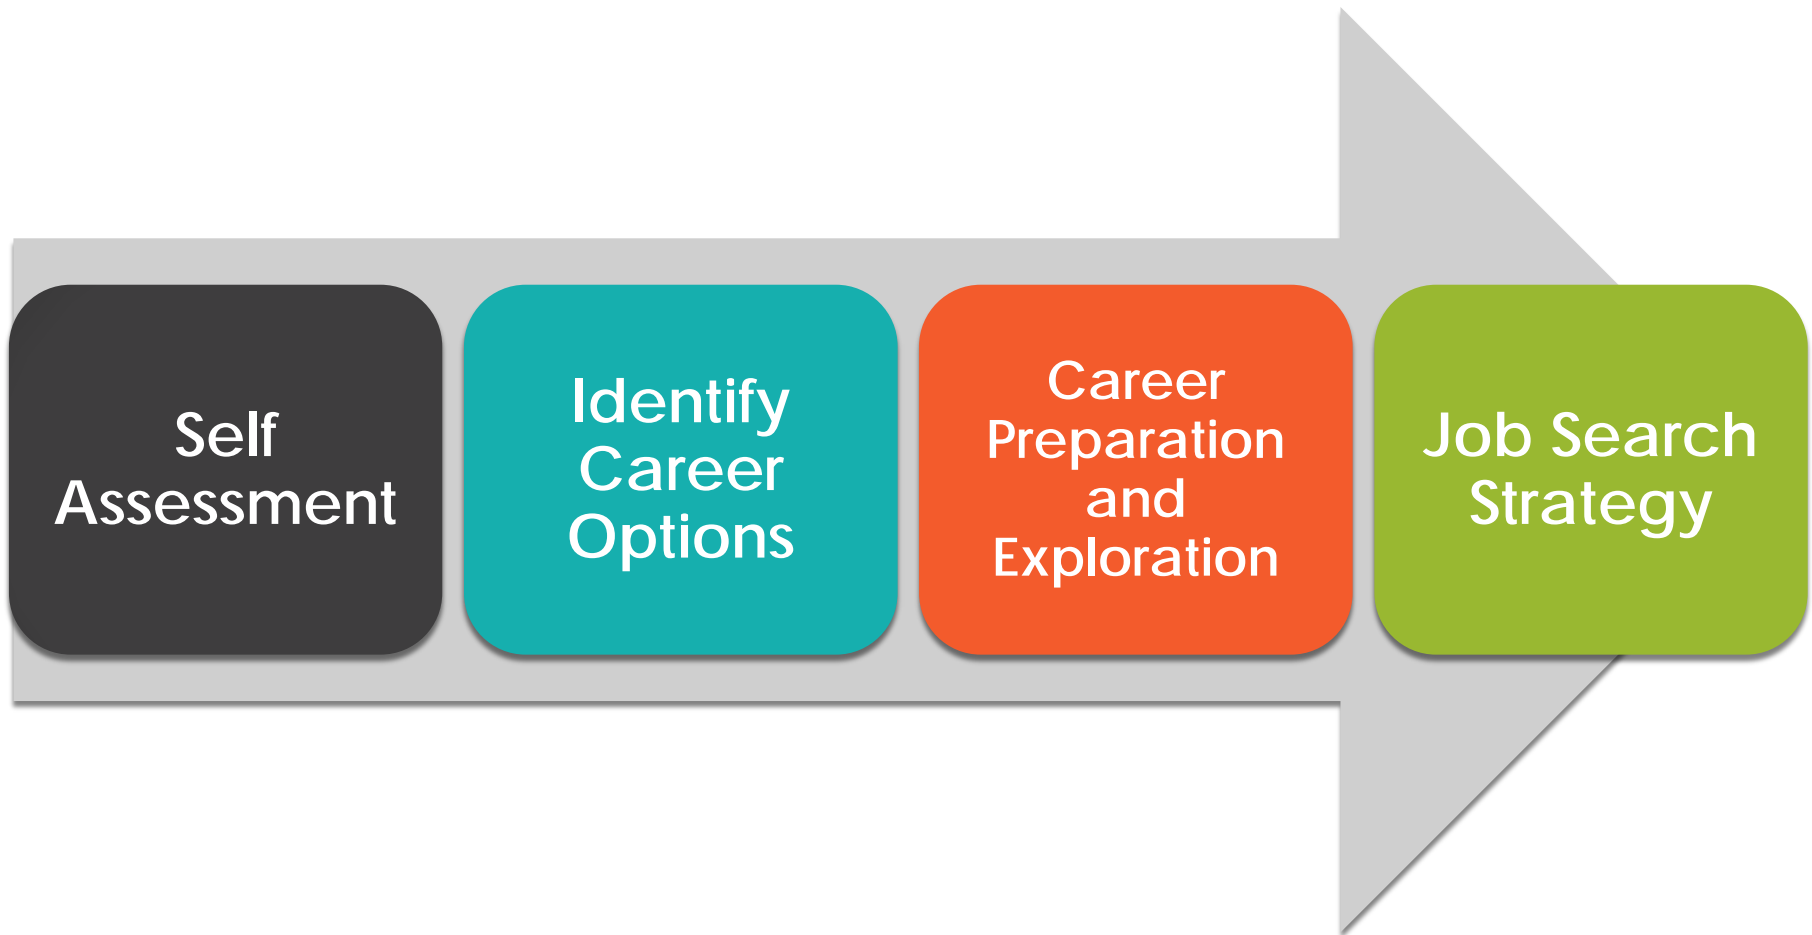 Self
Assessment
Identify
Career
Options
Career
Preparation
and
Exploration
Job Search
Strategy